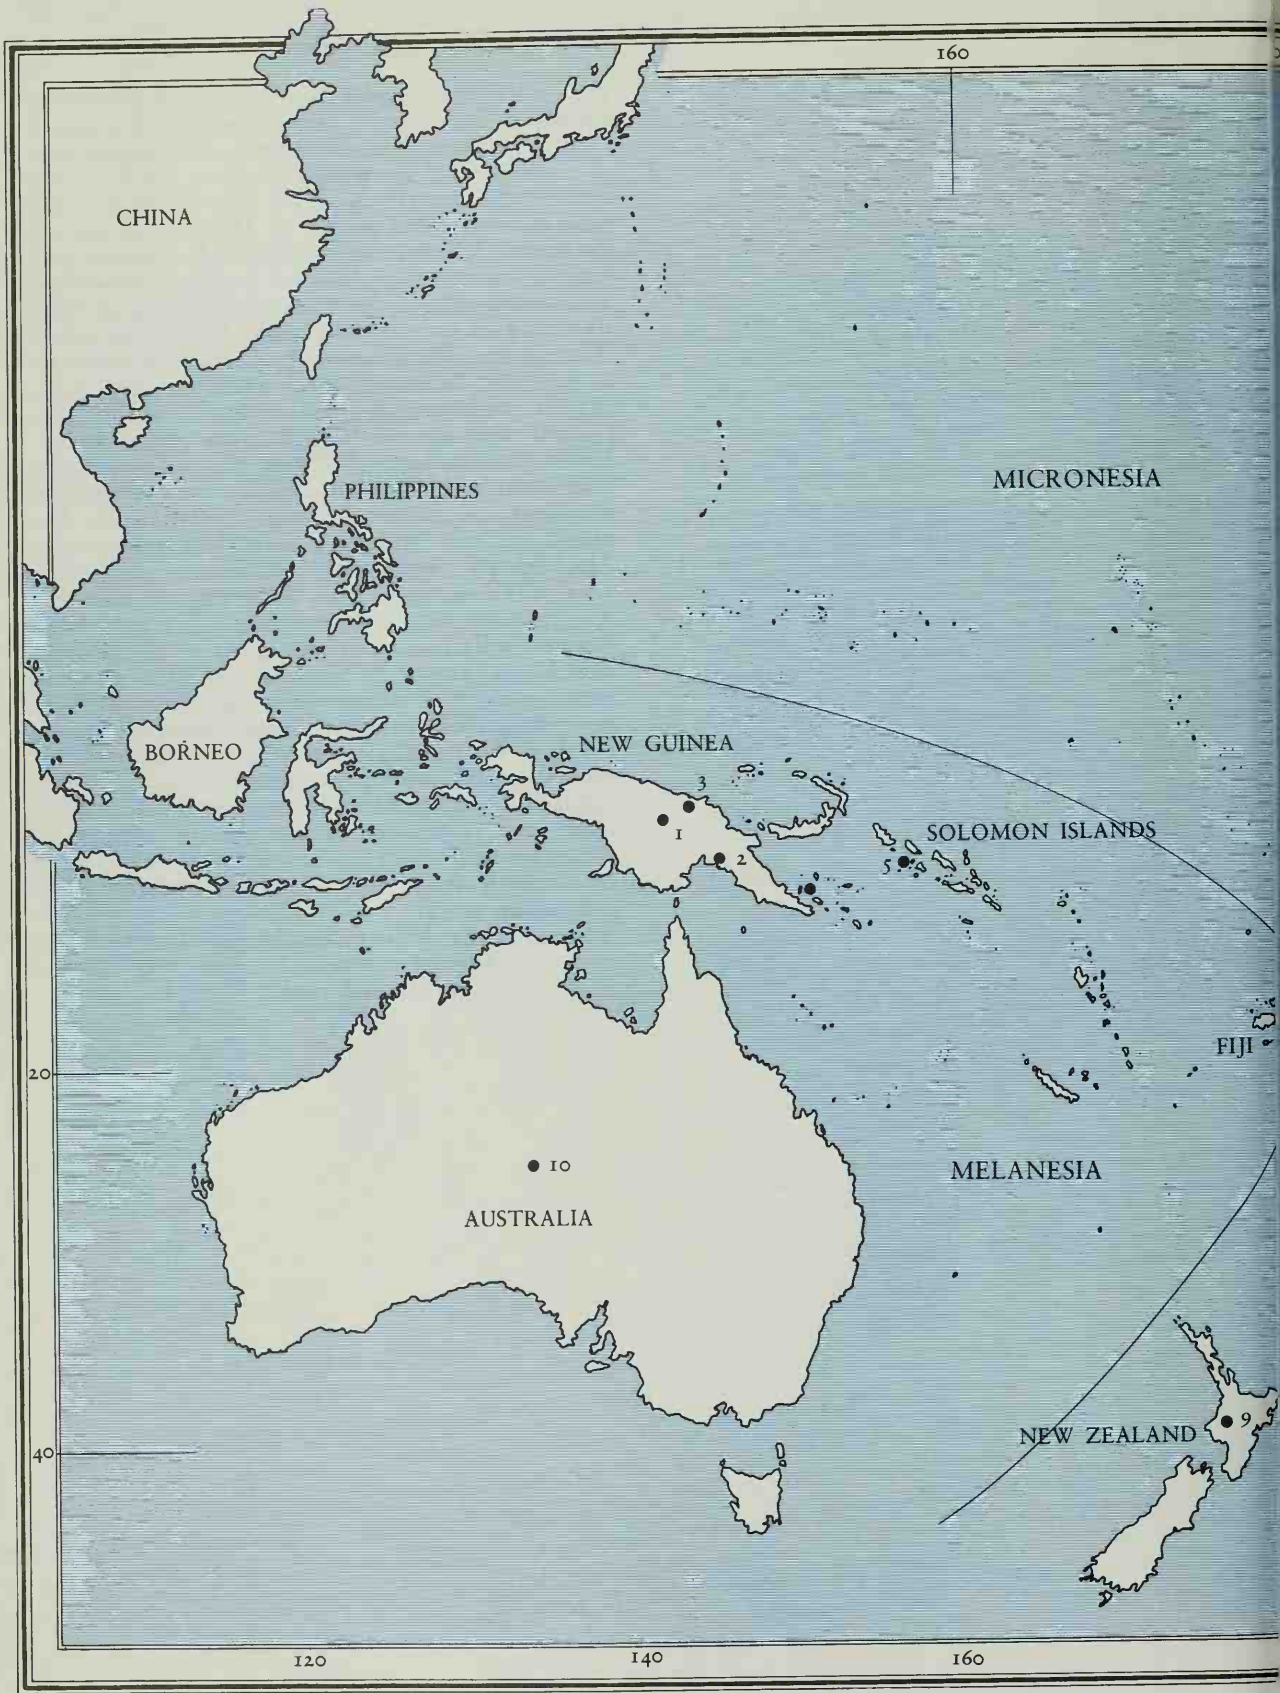 160
CHINA
PHILIPPINES
MICRONESIA
BORNEO
NEW GUINEA
3
1
SOLOMON ISLANDS
2
5
FIJI
20
10
MELANESIA
AUSTRALIA
9
NEW ZEALAND
40
120
140
160